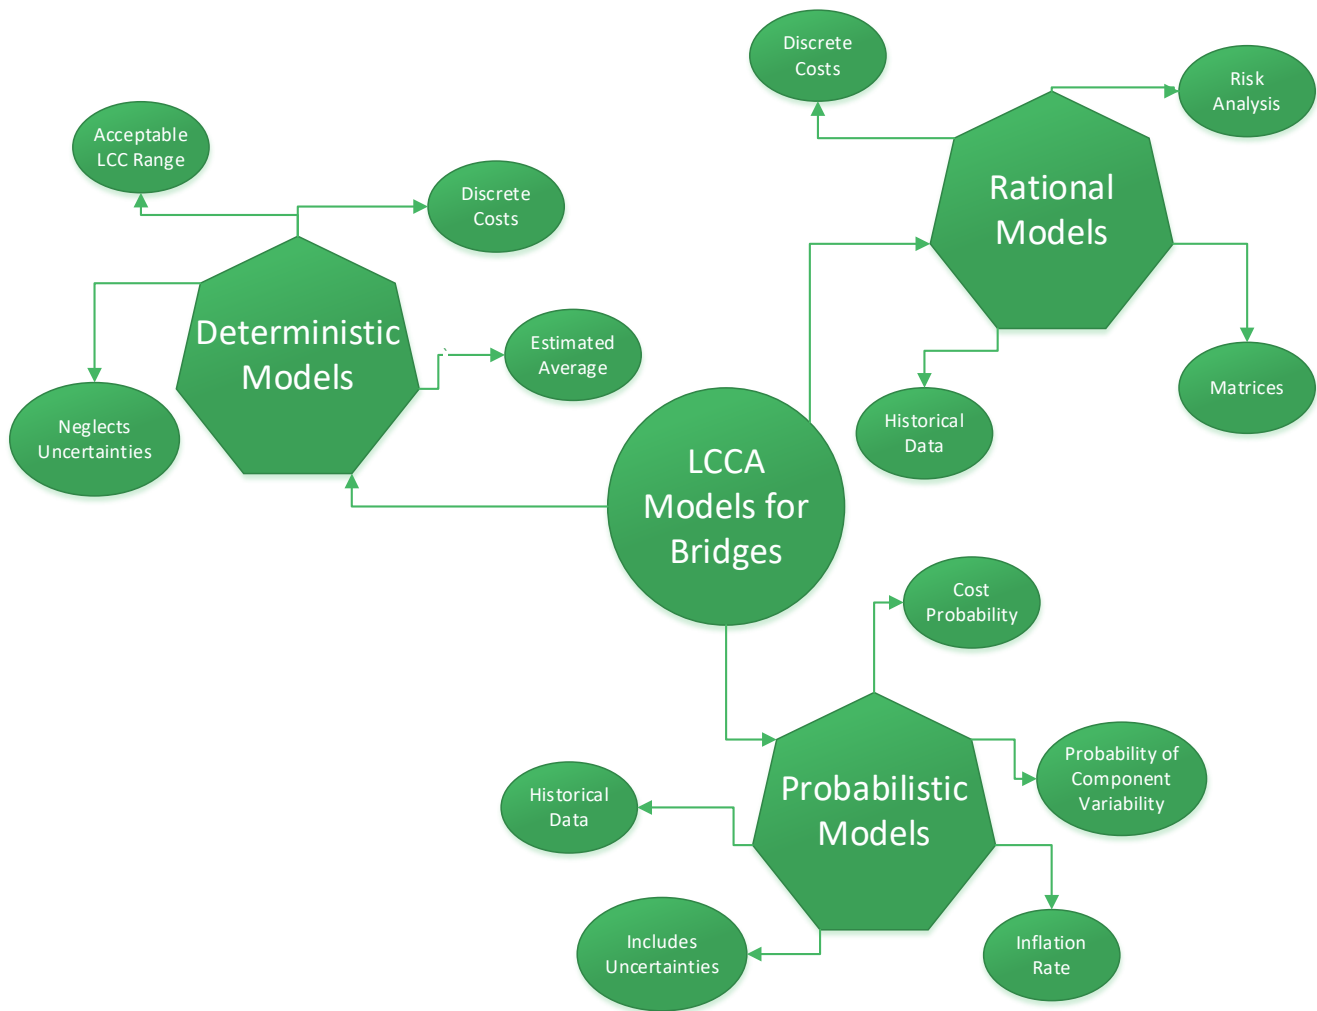 Discrete
Costs
Risk
Analysis
Rational
Models
Historical
Data
Matrices
Acceptable
LCC Range
Discrete
Costs
Deterministic
Models
Estimated
Average
Neglects
Uncertainties
LCCA
Models for
Bridges
Cost
Probability
Probabilistic
Models
Probability of
Component
Variability
Historical
Data
Includes
Uncertainties
Inflation
Rate